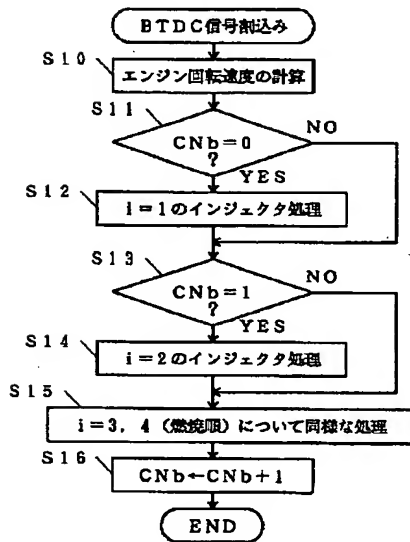 BTDC信号割込み
S10
エンジン回転速度の計算
S11
CNb=0
?
NO
YES
S12
i=1のインジェクタ処理
S13
CNb=1
?
NO
YES
S14
i=2のインジェクタ処理
S15
i=3,4(燃焼順)について同様な処理
S16
CNb←CNb+1
END